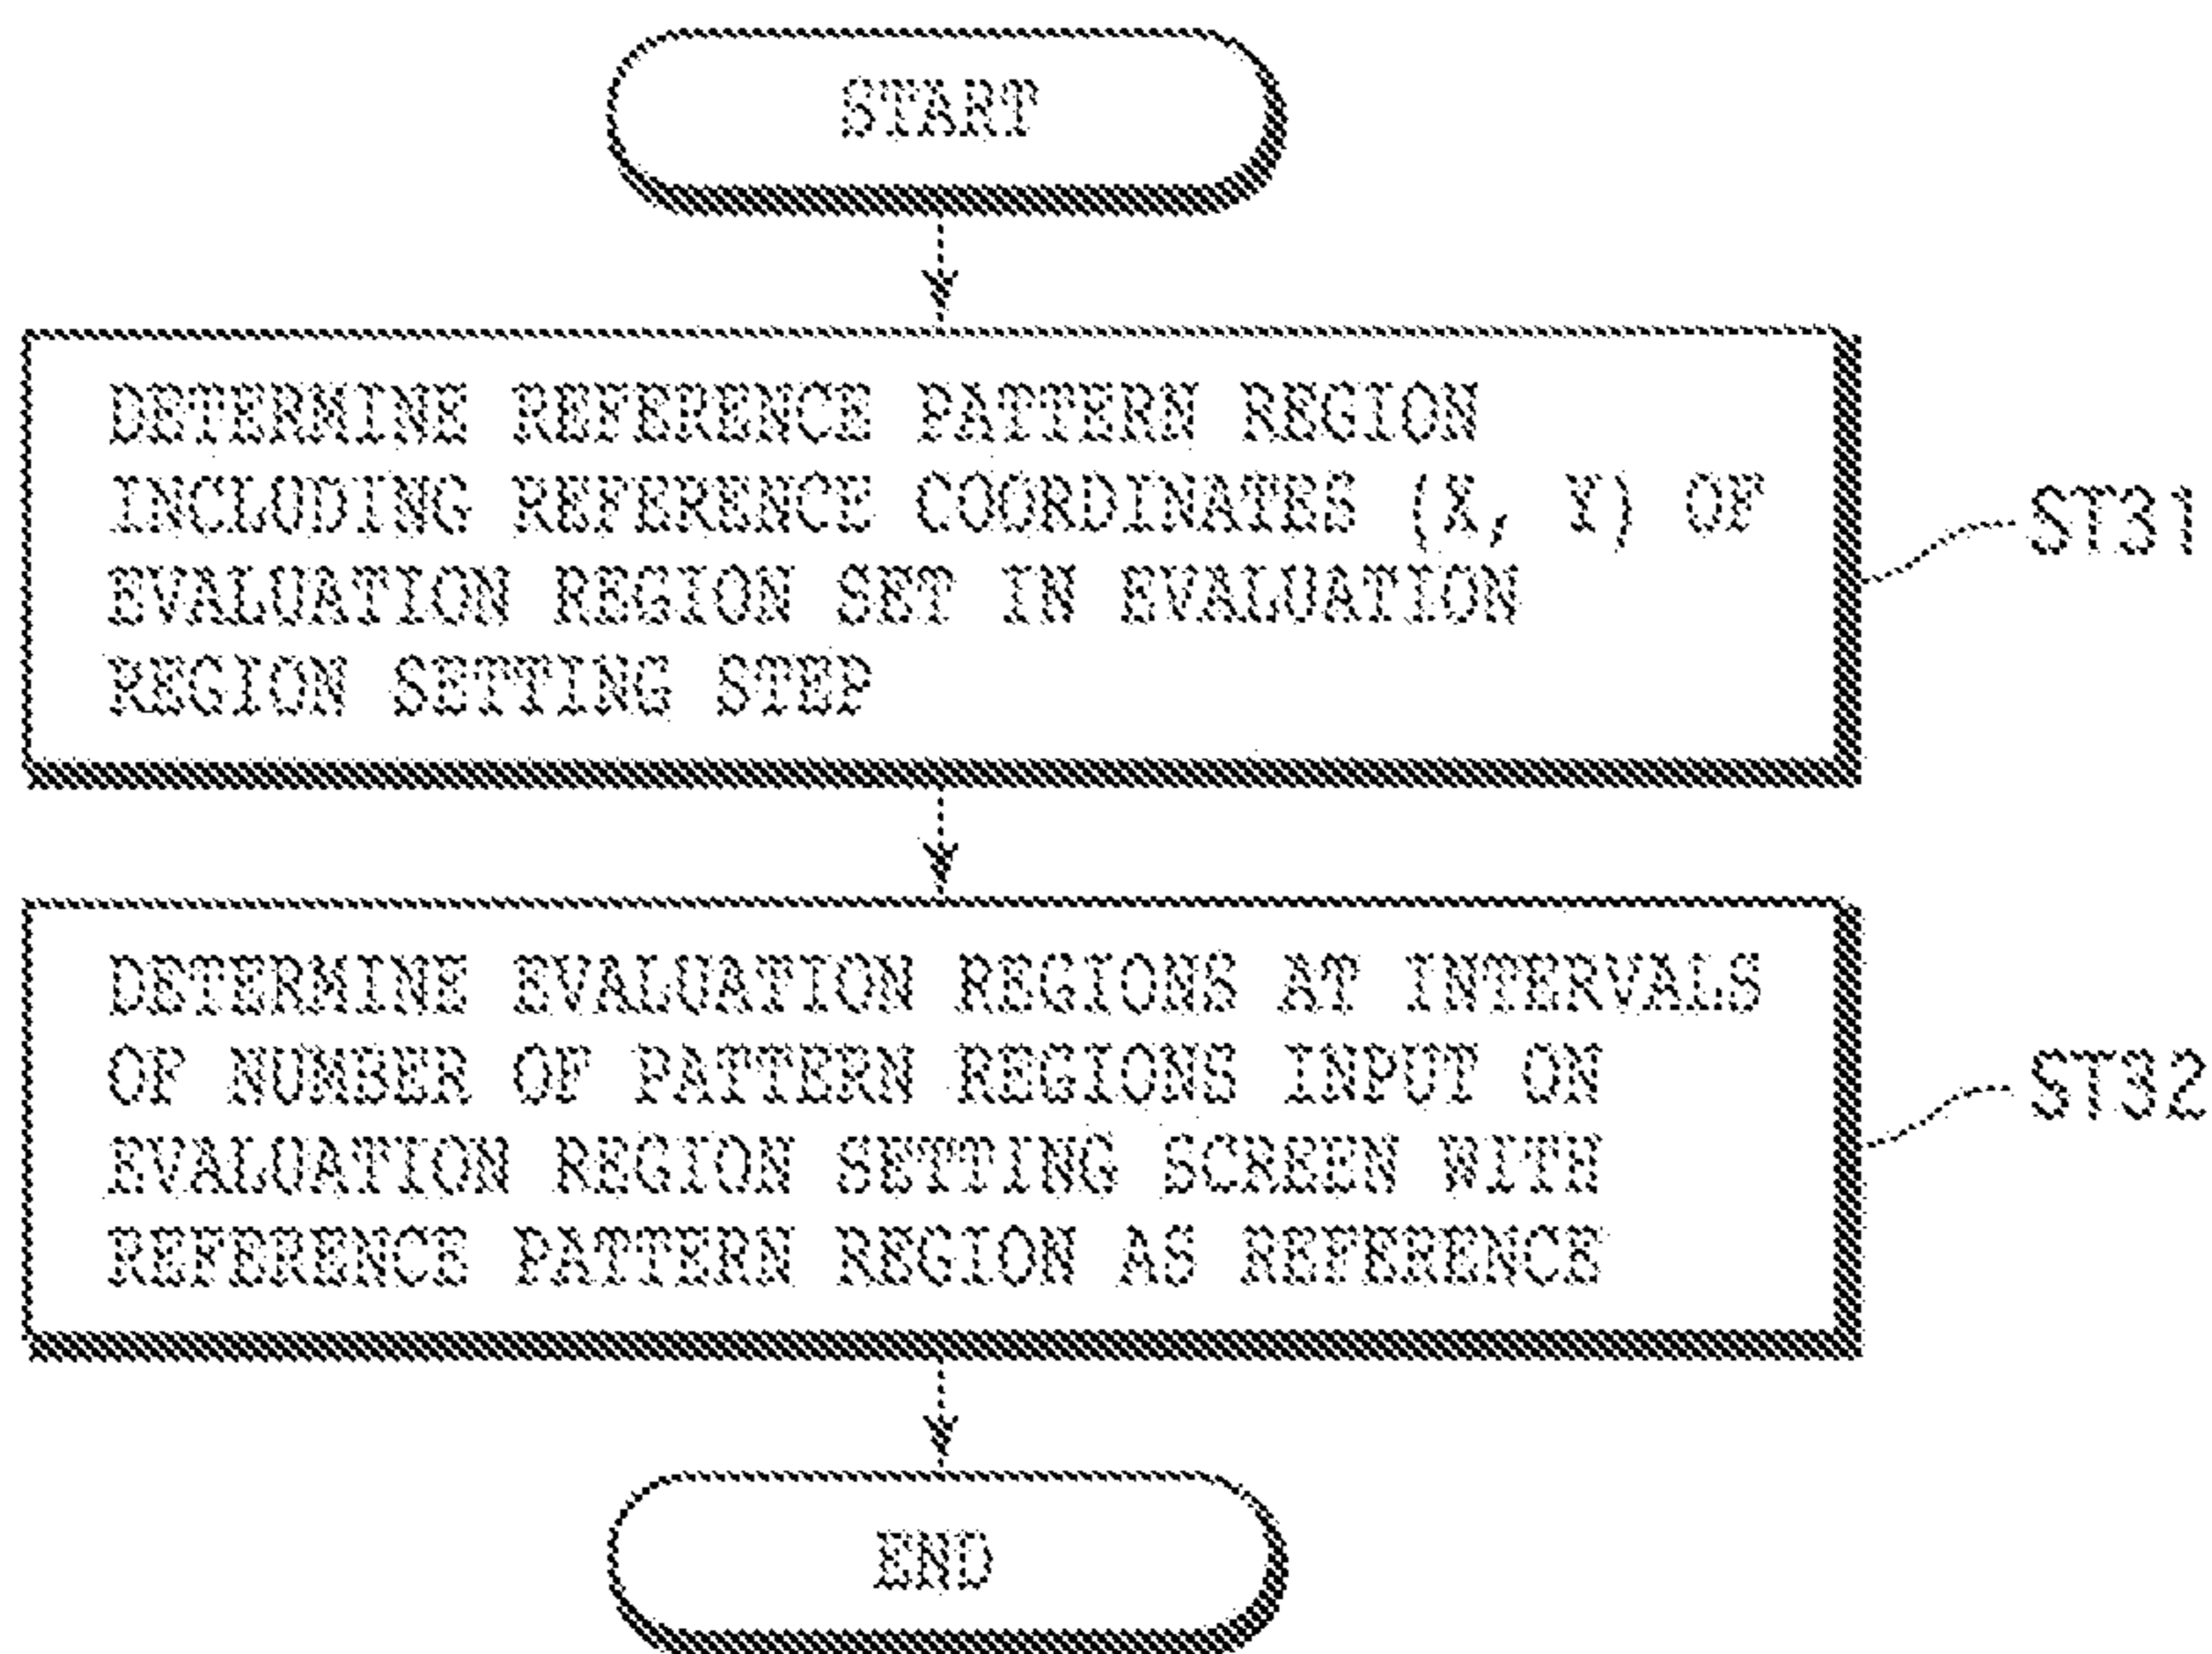 START
DETERMINE REFERENCE PATTERN REGION
INCLUDING REFERENCE COORDINATES (X, Y) OF
EVALUATION REGION SET IN EVALUATION
REGION SETTING STEP
ST31
DETERMINE EVALUATION REGIONS AT INTERVALS
OF NUMBER OF PATTERN REGIONS INPUT ON
EVALUATION REGION SETTING SCREEN WITH
REFERENCE PATTERN REGION AS REFERENCE
ST32
END